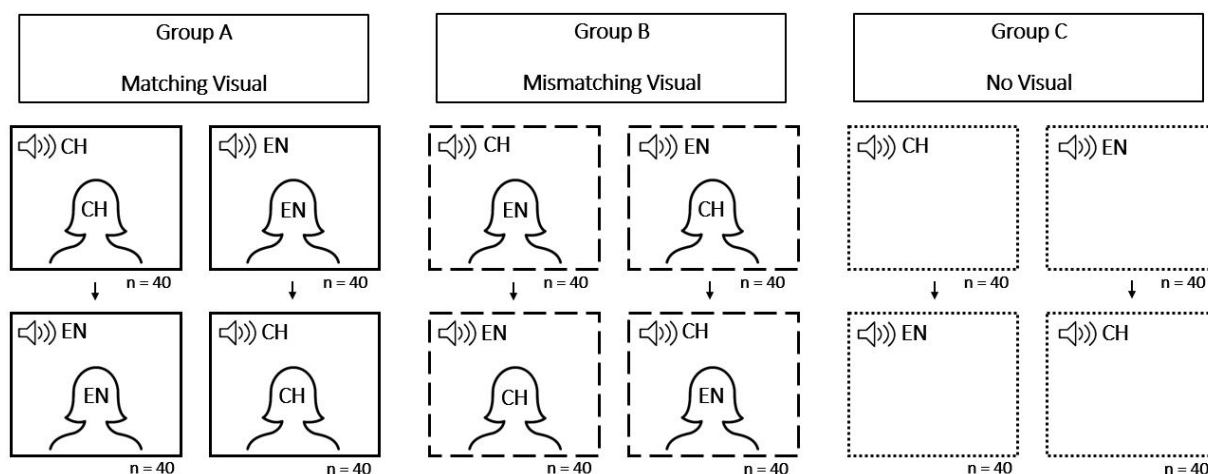 Group A
Matching Visual
CH
EN
CH
EN
n = 40
n = 40
EN
CH
EN
CH
n = 40
n = 40
Group B
Mismatching Visual
CH
EN
EN
CH
n = 40
n = 40
EN
CH
CH
EN
n = 40
n = 40
Group C
No Visual
CH
EN
n = 40
n = 40
EN
CH
n = 40
n = 40